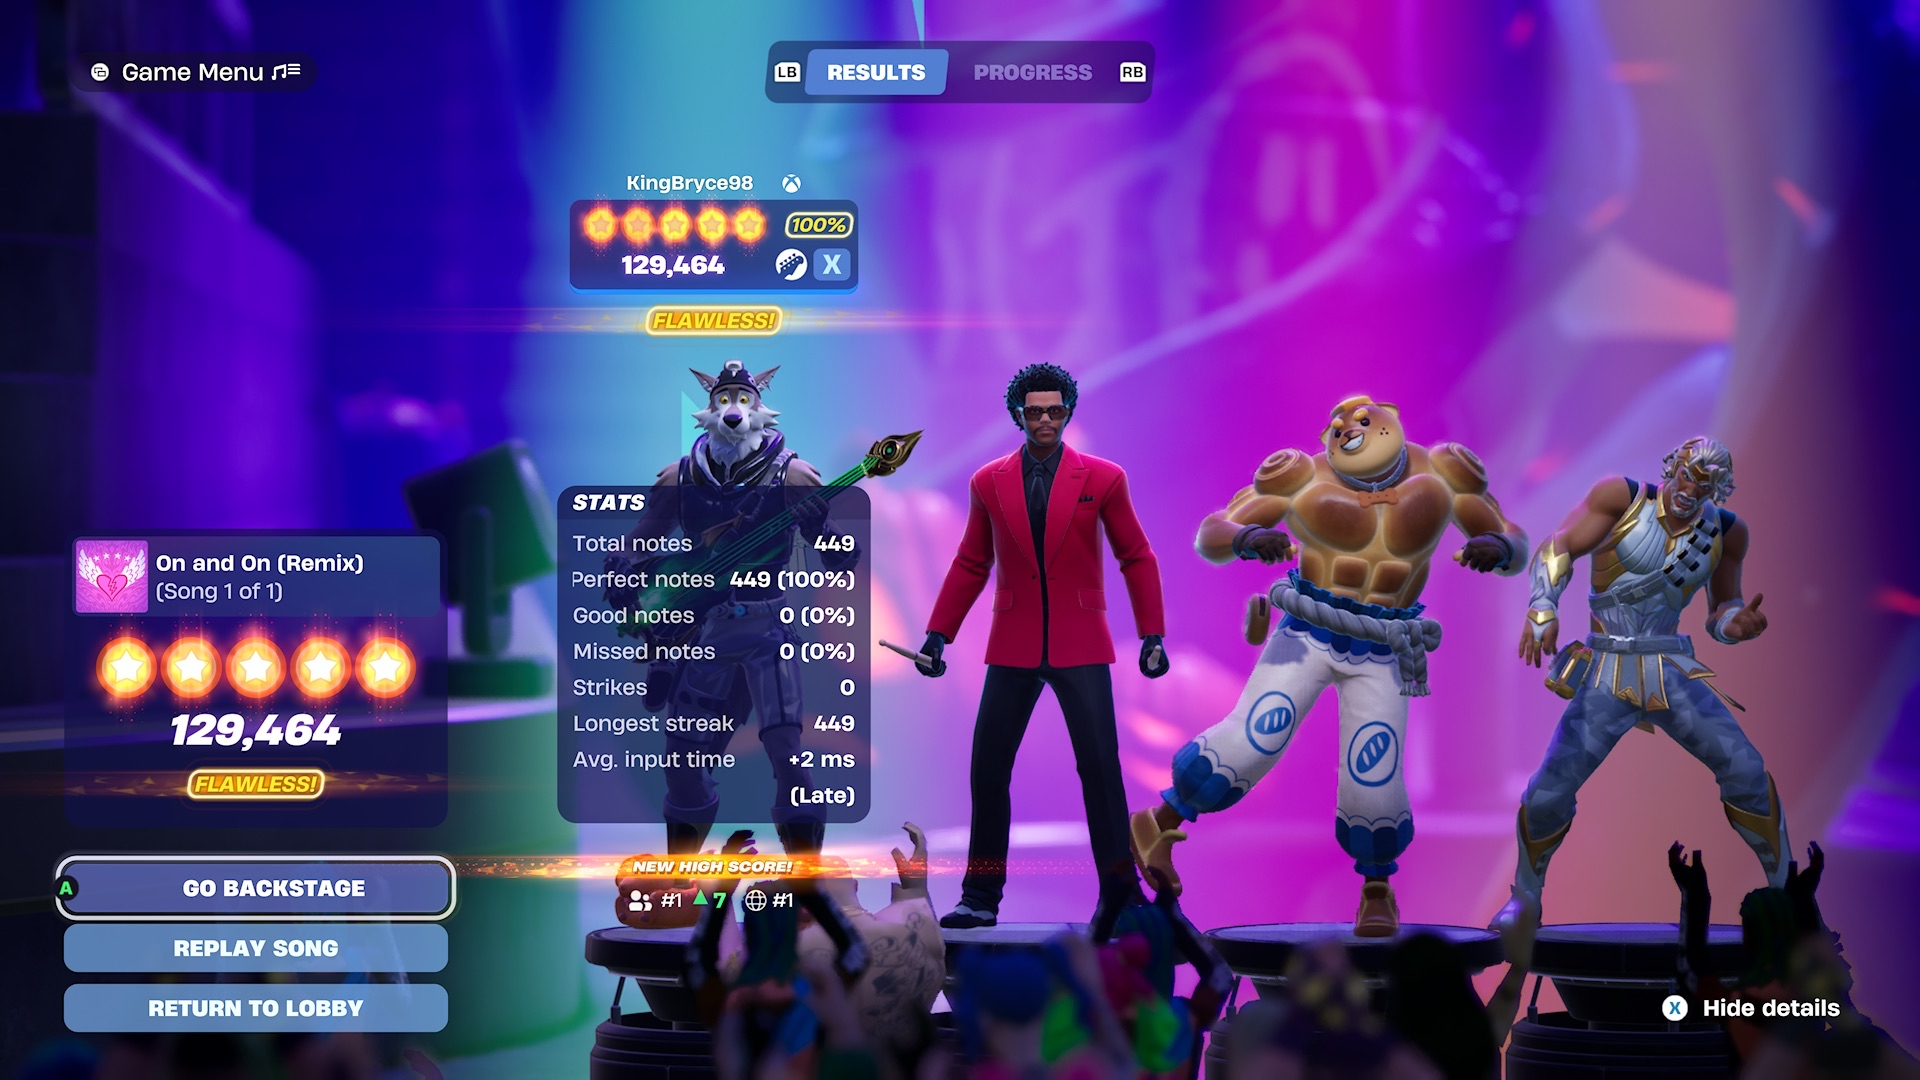 Game Menu
LB RESULTS PROGRESS RB
KingBryce98
100%
129,464
X
FLAWLESS!
STATS
Total notes 449
Perfect notes 449 (100%)
Good notes 0 (0%)
Missed notes 0 (0%)
Strikes 0
Longest streak 449
Avg. input time +2 ms
(Late)
NEW HIGH SCORE!
#1 7 #1
On and On (Remix)
(Song 1 of 1)
129,464
FLAWLESS!
A GO BACKSTAGE
REPLAY SONG
RETURN TO LOBBY
X Hide details